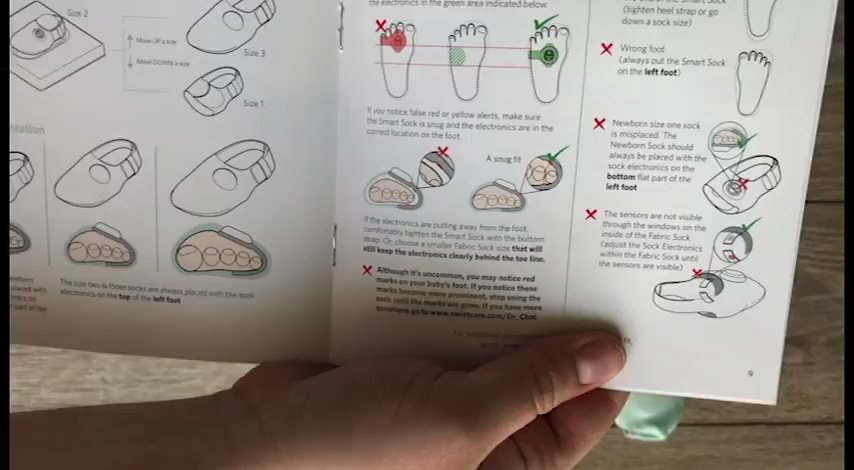 Size 2
Move UP a size
Move DOWN a size
Size 3
Size 1
ntation
The size two & three socks are always placed with the sock
electronics on the top of the left foot
placed with
part of the
the electronics in the green area indicated below.
If you notice false red or yellow alerts, make sure
the Smart Sock is snug and the electronics are in the
correct location on the foot.
A snug fit
If the electronics are pulling away from the foot,
comfortably tighten the Smart Sock with the bottom
strap. Or, choose a smaller Fabric Sock size that will
still keep the electronics clearly behind the toe line.
Although it's uncommon, you may notice red
marks on your baby's foot. If you notice these
marks become more prominent, stop using the
sock until the marks are gone. If you have more
questions go to www.owletcare.com/Dr_Chat
For additional
(tighten heel strap or go
down a sock size)
Wrong foot
(always put the Smart Sock
on the left foot)
Newborn size one sock
is misplaced. The
Newborn Sock should
always be placed with the
sock electronics on the
bottom flat part of the
left foot
The sensors are not visible
through the windows on the
inside of the Fabric Sock
(adjust the Sock Electronics
within the Fabric Sock until
the sensors are visible)
9